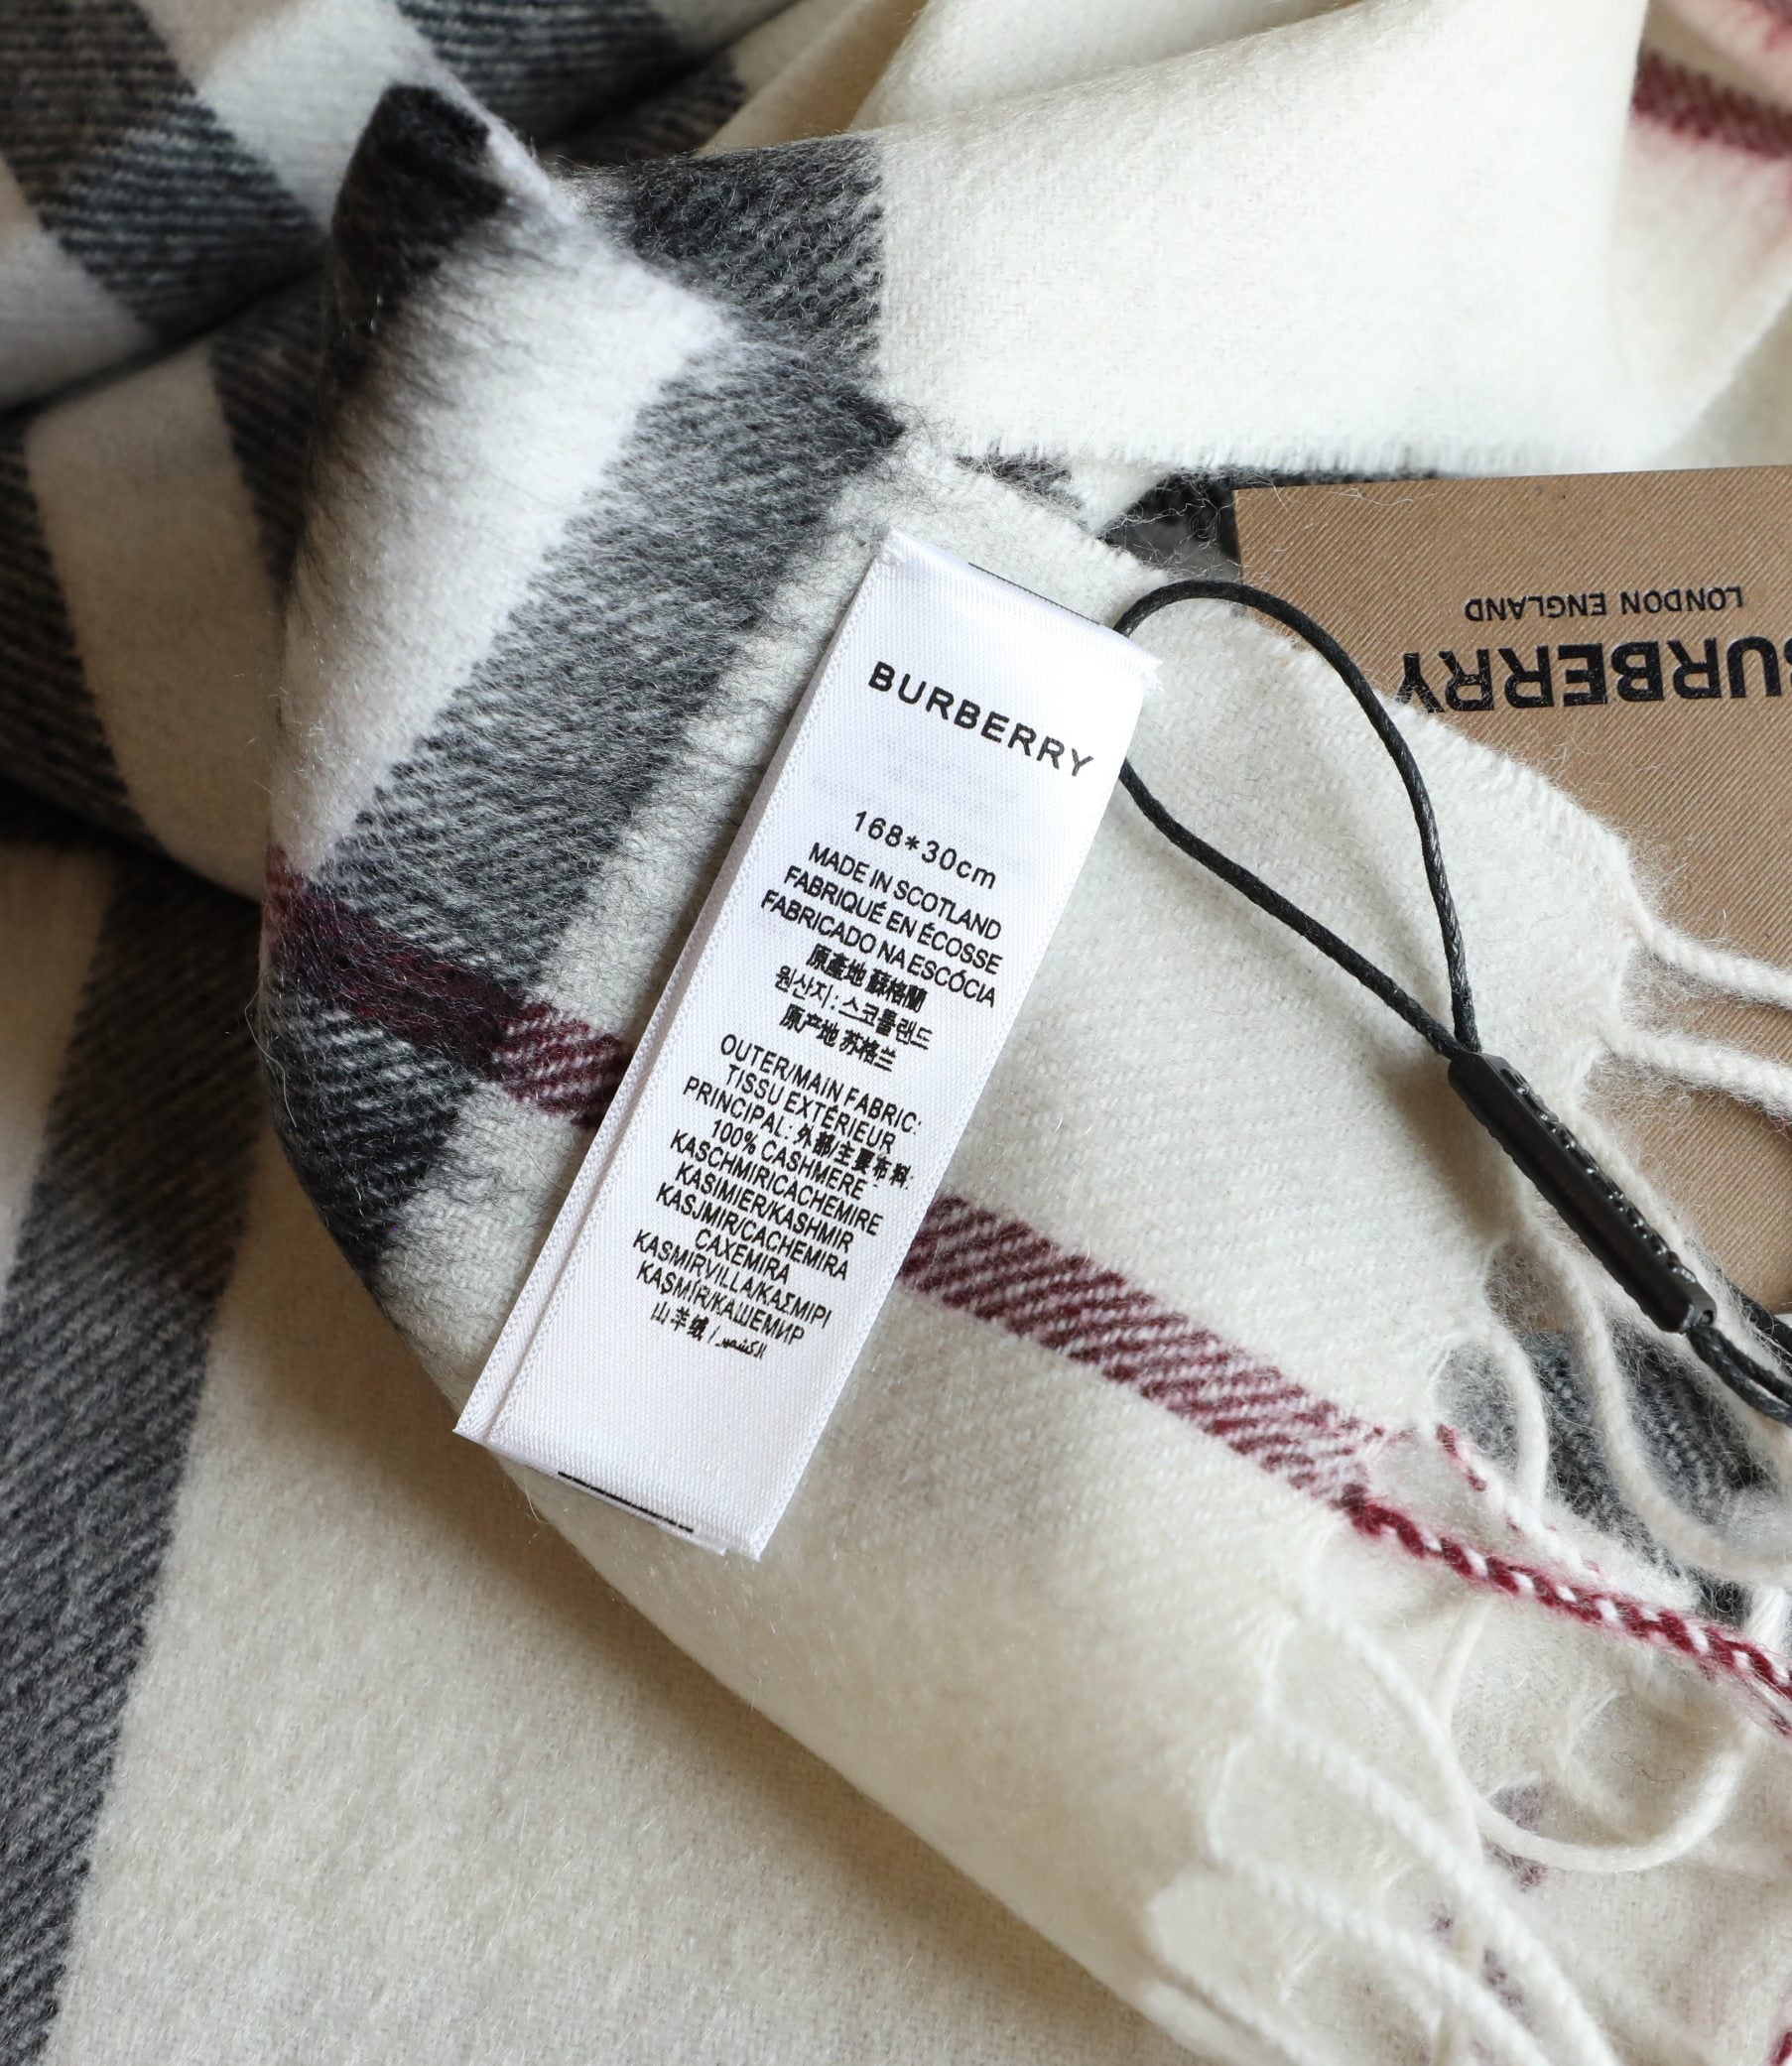 BURBERRY
168*30cm
MADE IN SCOTLAND
FABRIQUÉ EN ÉCOSSE
FABRICADO NA ESCÓCIA
原產地 蘇格蘭
원산지: 스코틀랜드
原产地 苏格兰
OUTER/MAIN FABRIC:
TISSU EXTÉRIEUR
PRINCIPAL: 外部/主要布料:
100% CASHMERE
KASCHMIR/CACHEMIRE
KASIMIER/KASHMIR
KASJMIR/CACHEMIRA
CAXEMIRA
KASMIRVILLA/ΚΑΣΜΙΡΙ
KAŞMİR/КАШЕМИР
山羊绒 / الكشمير
BURBERRY
LONDON ENGLAND